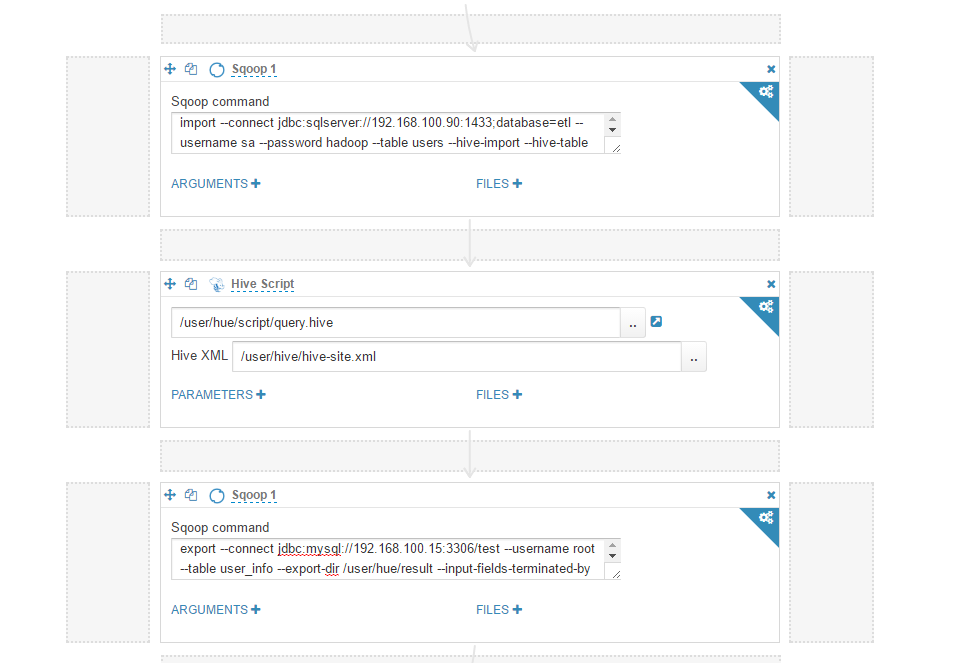 Sqoop 1
Sqoop command
import --connect jdbc:sqlserver://192.168.100.90:1433;database=etl --
username sa --password hadoop --table users --hive-import --hive-table
ARGUMENTS
FILES
Hive Script
/user/hue/script/query.hive
..
Hive XML
/user/hive/hive-site.xml
..
PARAMETERS
FILES
Sqoop 1
Sqoop command
export --connect jdbc:mysql://192.168.100.15:3306/test --username root
--table user_info --export-dir /user/hue/result --input-fields-terminated-by
ARGUMENTS
FILES